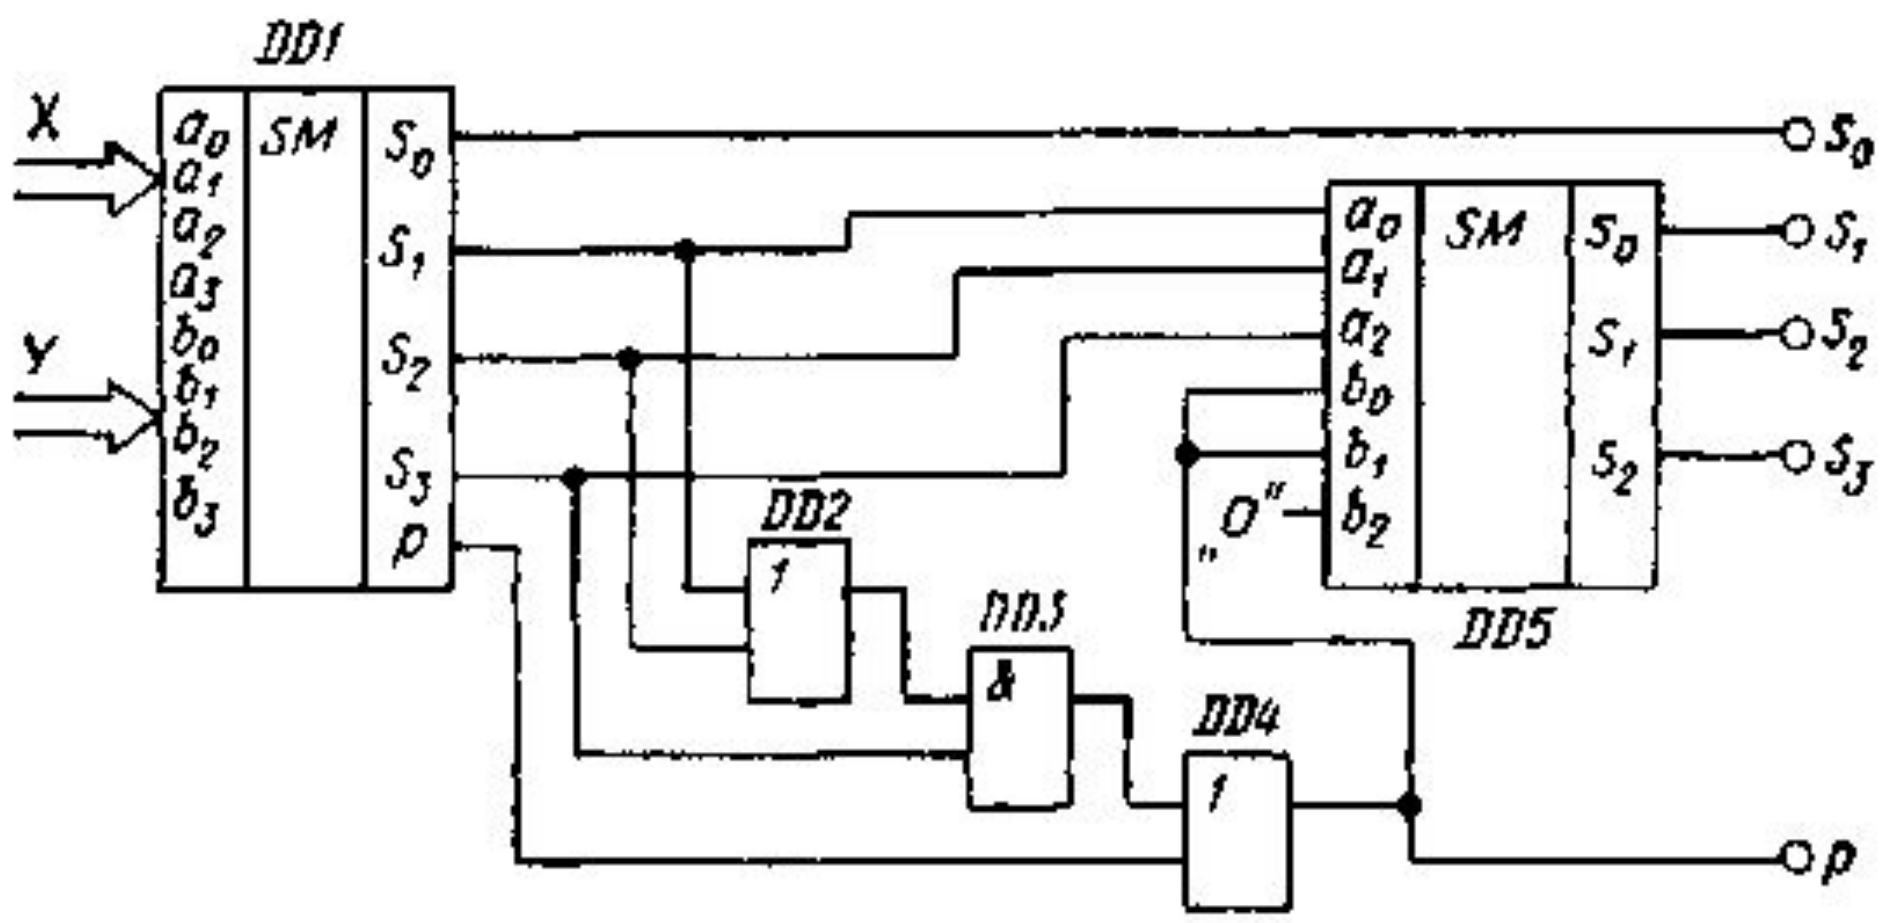 DD1
X
a₀ SM S₀
a₁
a₂
a₃ S₁
Y
b₀ S₂
b₁
b₂
b₃ S₃
p
DD2
1
DD3
&
DD4
1
a₀ SM S₀
a₁
a₂ S₁
b₀
b₁ S₂
„0” b₂
DD5
S₀
S₁
S₂
S₃
p